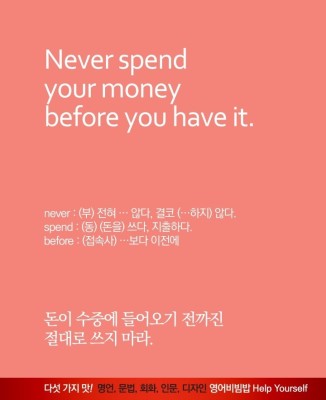 Never spend
your money
before you have it.
never : (부) 전혀 … 않다, 결코 (…하지) 않다.
spend : (동) (돈을) 쓰다, 지출하다.
before : (접속사) …보다 이전에
돈이 수중에 들어오기 전까진
절대로 쓰지 마라.
다섯 가지 맛! 명언, 문법, 회화, 인문, 디자인 영어비빔밥 Help Yourself